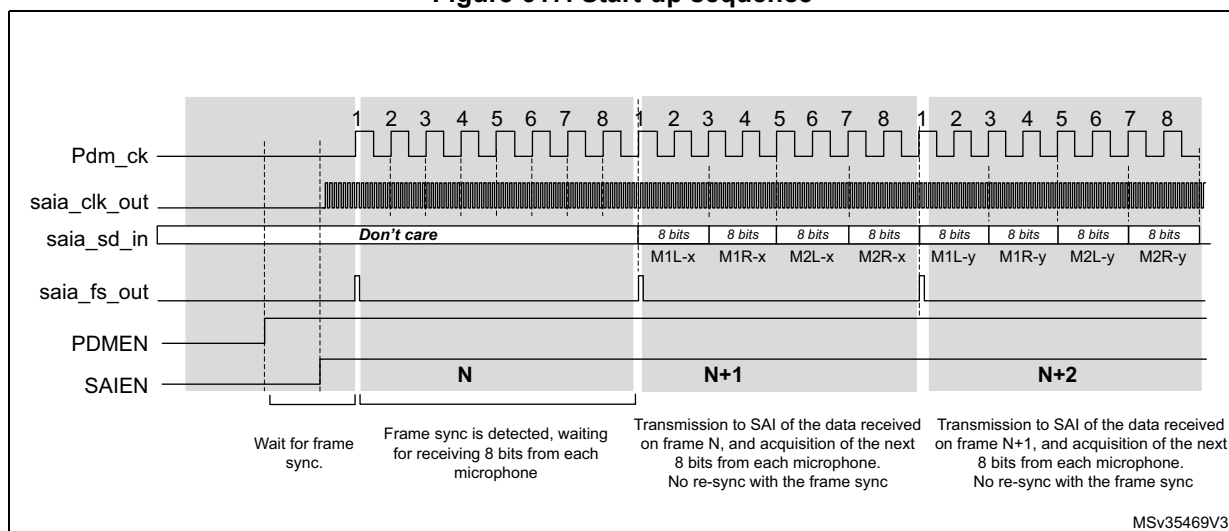 1 2 3 4 5 6 7 8 1 2 3 4 5 6 7 8 1 2 3 4 5 6 7 8
Pdm_ck
saia_clk_out
saia_sd_in Don't care 8 bits 8 bits 8 bits 8 bits 8 bits 8 bits 8 bits 8 bits
M1L-x M1R-x M2L-x M2R-x M1L-y M1R-y M2L-y M2R-y
saia_fs_out
PDMEN
SAIEN
N N+1 N+2
Wait for frame
sync.
Frame sync is detected, waiting
for receiving 8 bits from each
microphone
Transmission to SAI of the data received
on frame N, and acquisition of the next
8 bits from each microphone.
No re-sync with the frame sync
Transmission to SAI of the data received
on frame N+1, and acquisition of the next
8 bits from each microphone.
No re-sync with the frame sync
MSv35469V3